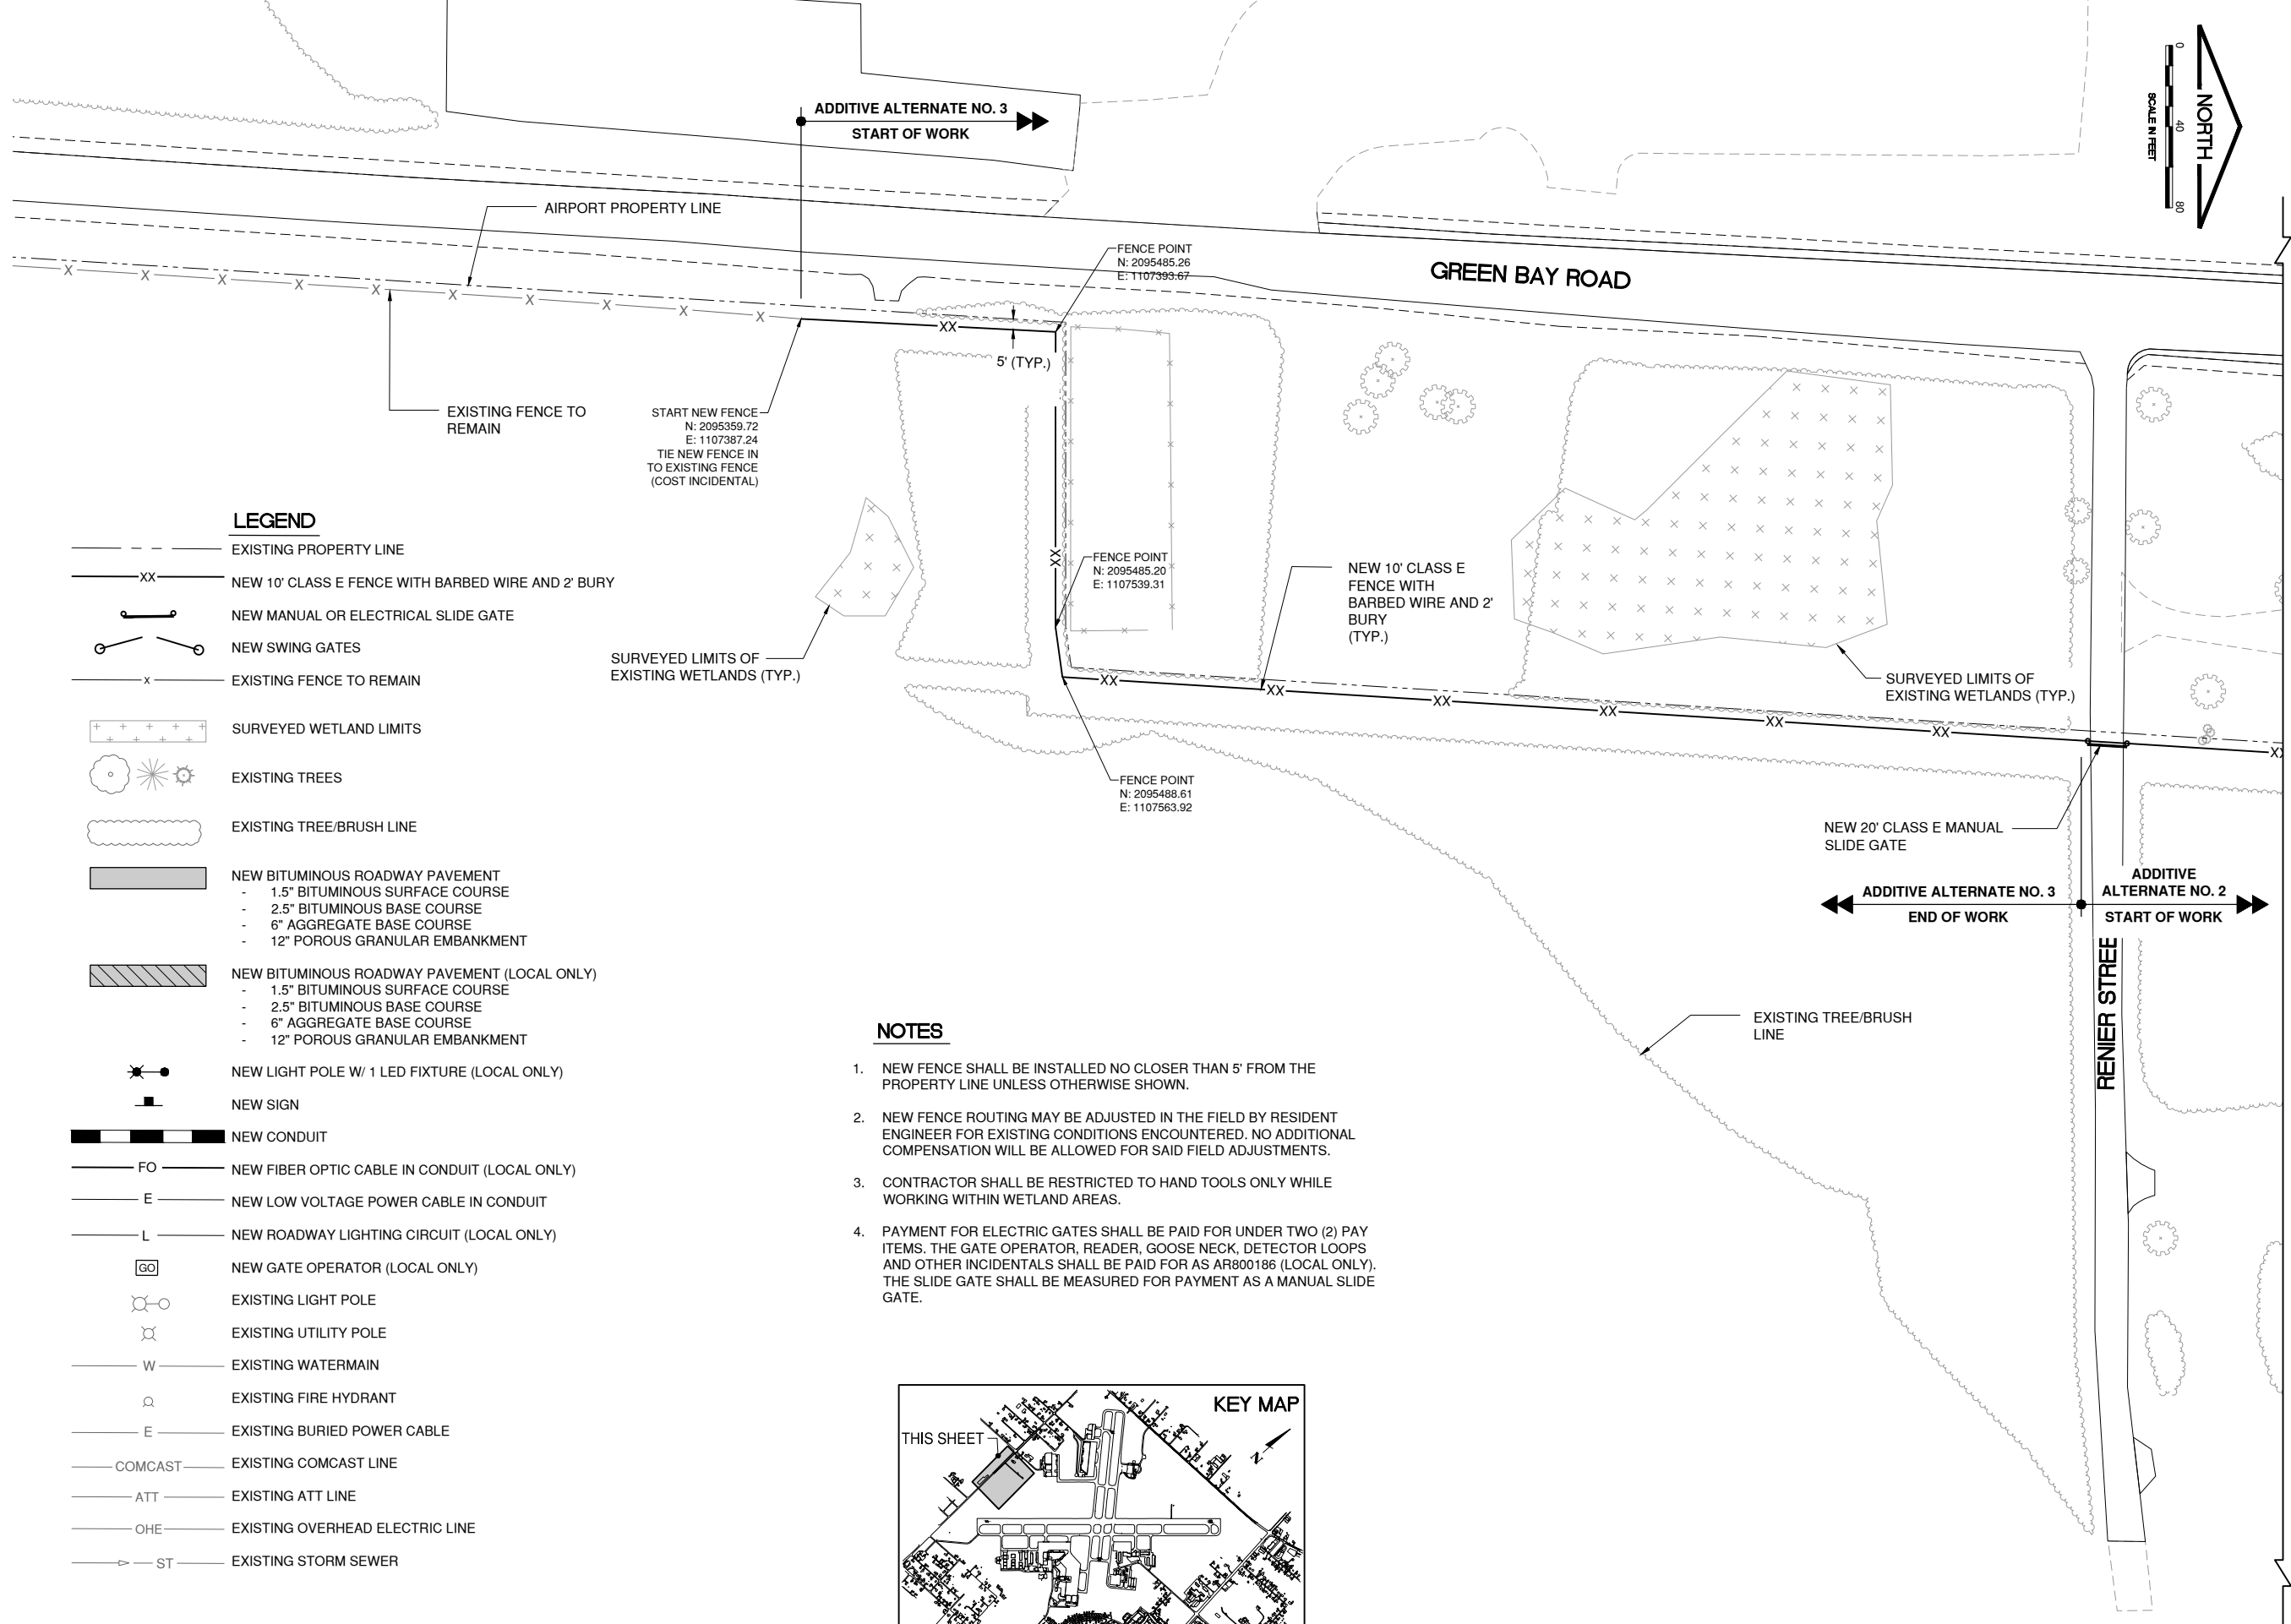 ADDITIVE ALTERNATE NO. 3
START OF WORK
0
40
80
SCALE IN FEET
NORTH
AIRPORT PROPERTY LINE
FENCE POINT
N: 2095485.26
E: 1107393.67
GREEN BAY ROAD
X X X X X X X X X X
XX
5' (TYP.)
EXISTING FENCE TO
REMAIN
START NEW FENCE
N: 2095359.72
E: 1107387.24
TIE NEW FENCE IN
TO EXISTING FENCE
(COST INCIDENTAL)
XX
FENCE POINT
N: 2095485.20
E: 1107539.31
NEW 10' CLASS E
FENCE WITH
BARBED WIRE AND 2'
BURY
(TYP.)
SURVEYED LIMITS OF
EXISTING WETLANDS (TYP.)
SURVEYED LIMITS OF
EXISTING WETLANDS (TYP.)
XX XX XX XX XX XX XX
FENCE POINT
N: 2095488.61
E: 1107563.92
NEW 20' CLASS E MANUAL
SLIDE GATE
ADDITIVE ALTERNATE NO. 3
END OF WORK
ADDITIVE
ALTERNATE NO. 2
START OF WORK
RENIER STREE
EXISTING TREE/BRUSH
LINE
LEGEND
EXISTING PROPERTY LINE
XX NEW 10' CLASS E FENCE WITH BARBED WIRE AND 2' BURY
NEW MANUAL OR ELECTRICAL SLIDE GATE
NEW SWING GATES
x EXISTING FENCE TO REMAIN
SURVEYED WETLAND LIMITS
EXISTING TREES
EXISTING TREE/BRUSH LINE
NEW BITUMINOUS ROADWAY PAVEMENT
- 1.5" BITUMINOUS SURFACE COURSE
- 2.5" BITUMINOUS BASE COURSE
- 6" AGGREGATE BASE COURSE
- 12" POROUS GRANULAR EMBANKMENT
NEW BITUMINOUS ROADWAY PAVEMENT (LOCAL ONLY)
- 1.5" BITUMINOUS SURFACE COURSE
- 2.5" BITUMINOUS BASE COURSE
- 6" AGGREGATE BASE COURSE
- 12" POROUS GRANULAR EMBANKMENT
NEW LIGHT POLE W/ 1 LED FIXTURE (LOCAL ONLY)
NEW SIGN
NEW CONDUIT
FO NEW FIBER OPTIC CABLE IN CONDUIT (LOCAL ONLY)
E NEW LOW VOLTAGE POWER CABLE IN CONDUIT
L NEW ROADWAY LIGHTING CIRCUIT (LOCAL ONLY)
GO NEW GATE OPERATOR (LOCAL ONLY)
EXISTING LIGHT POLE
EXISTING UTILITY POLE
W EXISTING WATERMAIN
EXISTING FIRE HYDRANT
E EXISTING BURIED POWER CABLE
COMCAST EXISTING COMCAST LINE
ATT EXISTING ATT LINE
OHE EXISTING OVERHEAD ELECTRIC LINE
ST EXISTING STORM SEWER
NOTES
1. NEW FENCE SHALL BE INSTALLED NO CLOSER THAN 5' FROM THE
PROPERTY LINE UNLESS OTHERWISE SHOWN.
2. NEW FENCE ROUTING MAY BE ADJUSTED IN THE FIELD BY RESIDENT
ENGINEER FOR EXISTING CONDITIONS ENCOUNTERED. NO ADDITIONAL
COMPENSATION WILL BE ALLOWED FOR SAID FIELD ADJUSTMENTS.
3. CONTRACTOR SHALL BE RESTRICTED TO HAND TOOLS ONLY WHILE
WORKING WITHIN WETLAND AREAS.
4. PAYMENT FOR ELECTRIC GATES SHALL BE PAID FOR UNDER TWO (2) PAY
ITEMS. THE GATE OPERATOR, READER, GOOSE NECK, DETECTOR LOOPS
AND OTHER INCIDENTALS SHALL BE PAID FOR AS AR800186 (LOCAL ONLY).
THE SLIDE GATE SHALL BE MEASURED FOR PAYMENT AS A MANUAL SLIDE
GATE.
KEY MAP
THIS SHEET
N